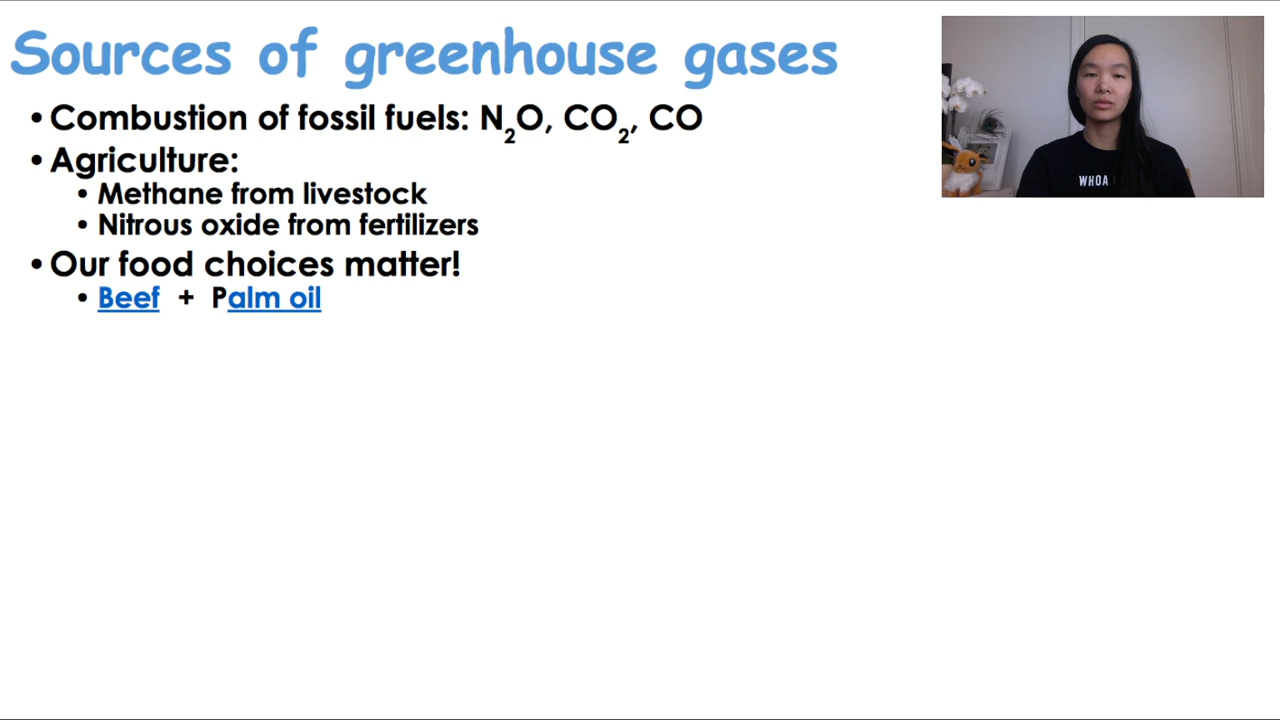 Sources of greenhouse gases
• Combustion of fossil fuels: N₂O, CO₂, CO
• Agriculture:
• Methane from livestock
• Nitrous oxide from fertilizers
• Our food choices matter!
• Beef + Palm oil
WHOA